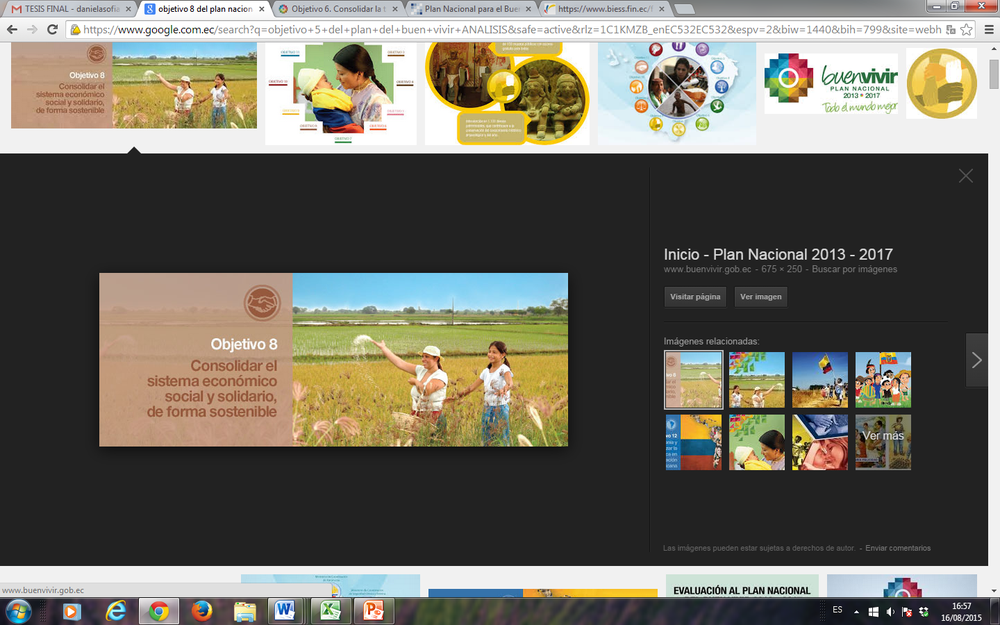 TESIS FINAL - danielasofia
objetivo 8 del plan nacion
Objetivo 6. Consolidar la t
Plan Nacional para el Buen
https://www.biess.fin.ec/f
https://www.google.com.ec/search?q=objetivo+5+del+plan+del+buen+vivir+ANALISIS&safe=active&rlz=1C1KMZB_enEC532EC532&espv=2&biw=1440&bih=799&site=webh
Objetivo 8
Consolidar el
sistema económico
social y solidario,
de forma sostenible
OBJETIVO 7
buenvivir
PLAN NACIONAL
2013 • 2017
Todo el mundo mejor
Objetivo 8
Consolidar el
sistema económico
social y solidario,
de forma sostenible
Inicio - Plan Nacional 2013 - 2017
www.buenvivir.gob.ec - 675 × 250 - Buscar por imágenes
Visitar página
Ver imagen
Imágenes relacionadas:
Ver más
Las imágenes pueden estar sujetas a derechos de autor. - Enviar comentarios
EVALUACIÓN AL PLAN NACIONAL
www.buenvivir.gob.ec
ES
16:57
16/08/2015